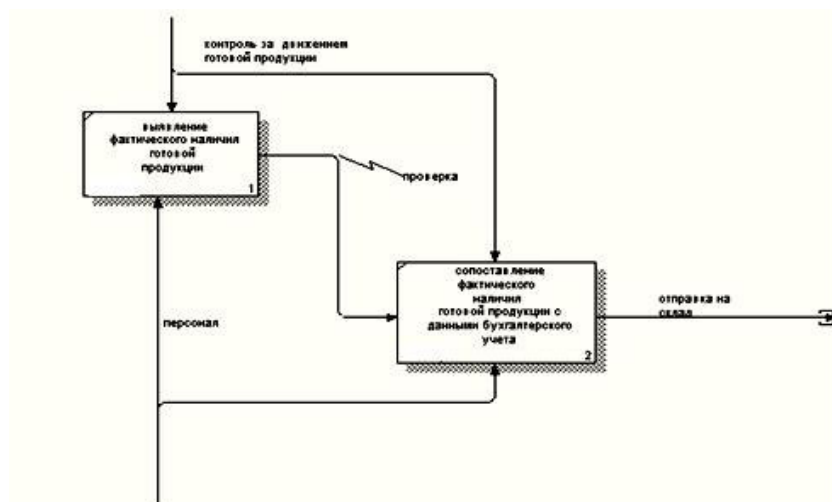 контроль за движением
готовой продукции
выявление
фактического наличия
готовой
продукции
1
проверка
сопоставление
фактического
наличия
готовой продукции с
данными бухгалтерского
учета
2
отправка на
склад
персонал